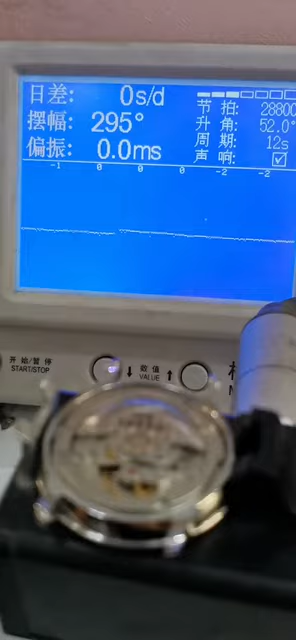 日差: 0s/d
摆幅: 295°
偏振: 0.0ms
节 拍: 28800
升 角: 52.0°
周 期: 12s
声 响: ☑
-1 0 0 0 -2 -2
开始/暂停
START/STOP
数值
↓ VALUE ↑